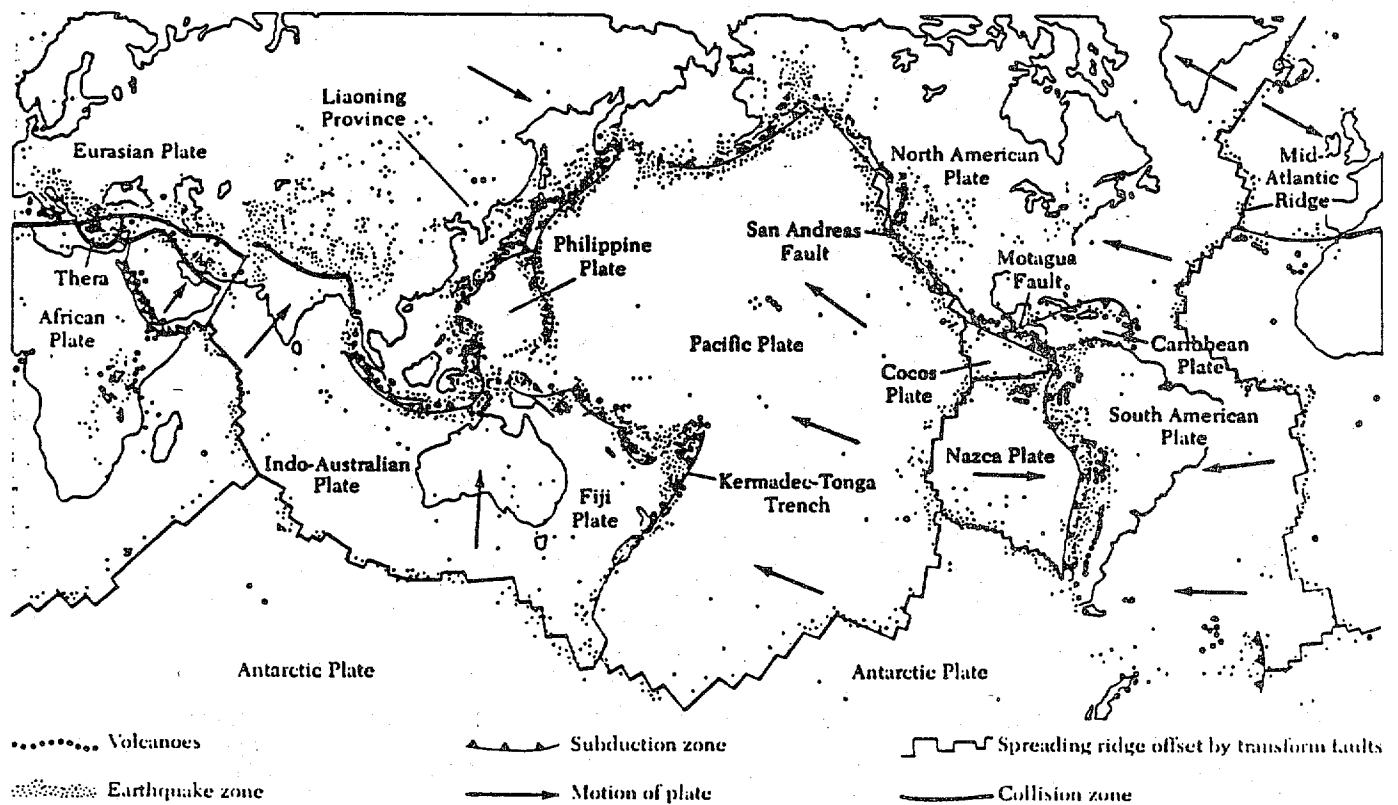 Liaoning
Province
Eurasian Plate
North American
Plate
Mid-
Atlantic
Ridge
San Andreas
Fault
Philippine
Plate
Motagua
Fault
Thera
African
Plate
Pacific Plate
Caribbean
Plate
Cocos
Plate
South American
Plate
Nazca Plate
Indo-Australian
Plate
Kermadec-Tonga
Trench
Fiji
Plate
Antarctic Plate
Antarctic Plate
Volcanoes
Subduction zone
Spreading ridge offset by transform faults
Earthquake zone
Motion of plate
Collision zone